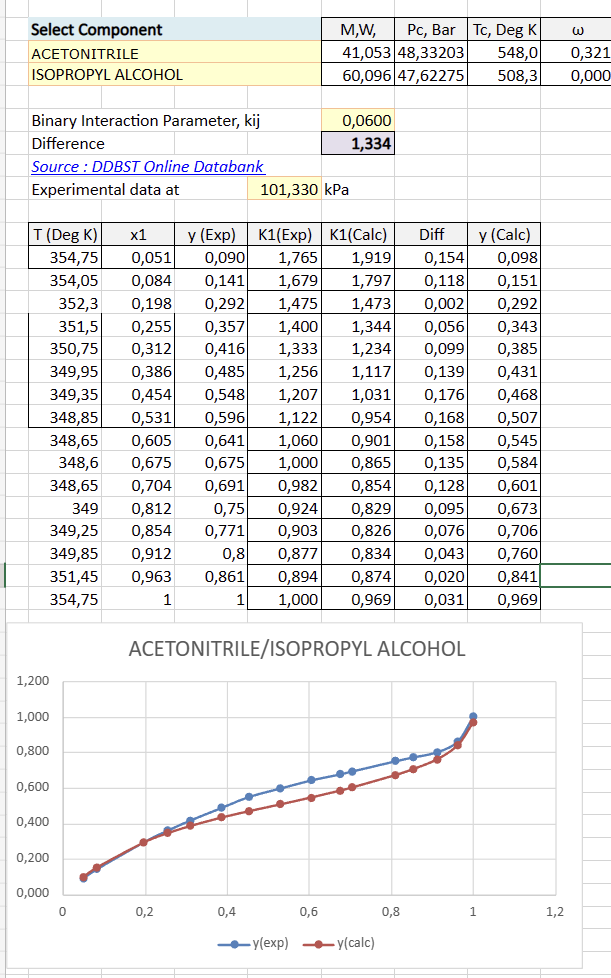 Select Component M,W, Pc, Bar Tc, Deg K ω
ACETONITRILE 41,053 48,33203 548,0 0,321
ISOPROPYL ALCOHOL 60,096 47,62275 508,3 0,000
Binary Interaction Parameter, kij 0,0600
Difference 1,334
Source : DDBST Online Databank
Experimental data at 101,330 kPa
T (Deg K) x1 y (Exp) K1(Exp) K1(Calc) Diff y (Calc)
354,75 0,051 0,090 1,765 1,919 0,154 0,098
354,05 0,084 0,141 1,679 1,797 0,118 0,151
352,3 0,198 0,292 1,475 1,473 0,002 0,292
351,5 0,255 0,357 1,400 1,344 0,056 0,343
350,75 0,312 0,416 1,333 1,234 0,099 0,385
349,95 0,386 0,485 1,256 1,117 0,139 0,431
349,35 0,454 0,548 1,207 1,031 0,176 0,468
348,85 0,531 0,596 1,122 0,954 0,168 0,507
348,65 0,605 0,641 1,060 0,901 0,158 0,545
348,6 0,675 0,675 1,000 0,865 0,135 0,584
348,65 0,704 0,691 0,982 0,854 0,128 0,601
349 0,812 0,75 0,924 0,829 0,095 0,673
349,25 0,854 0,771 0,903 0,826 0,076 0,706
349,85 0,912 0,8 0,877 0,834 0,043 0,760
351,45 0,963 0,861 0,894 0,874 0,020 0,841
354,75 1 1 1,000 0,969 0,031 0,969
ACETONITRILE/ISOPROPYL ALCOHOL
1,200
1,000
0,800
0,600
0,400
0,200
0,000
0 0,2 0,4 0,6 0,8 1 1,2
y(exp) y(calc)